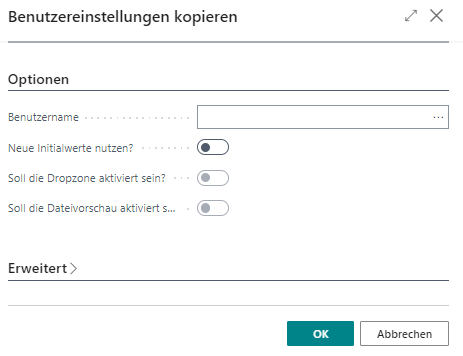 Benutzereinstellungen kopieren
Optionen
Benutzername
Neue Initialwerte nutzen?
Soll die Dropzone aktiviert sein?
Soll die Dateivorschau aktiviert s...
Erweitert
OK
Abbrechen